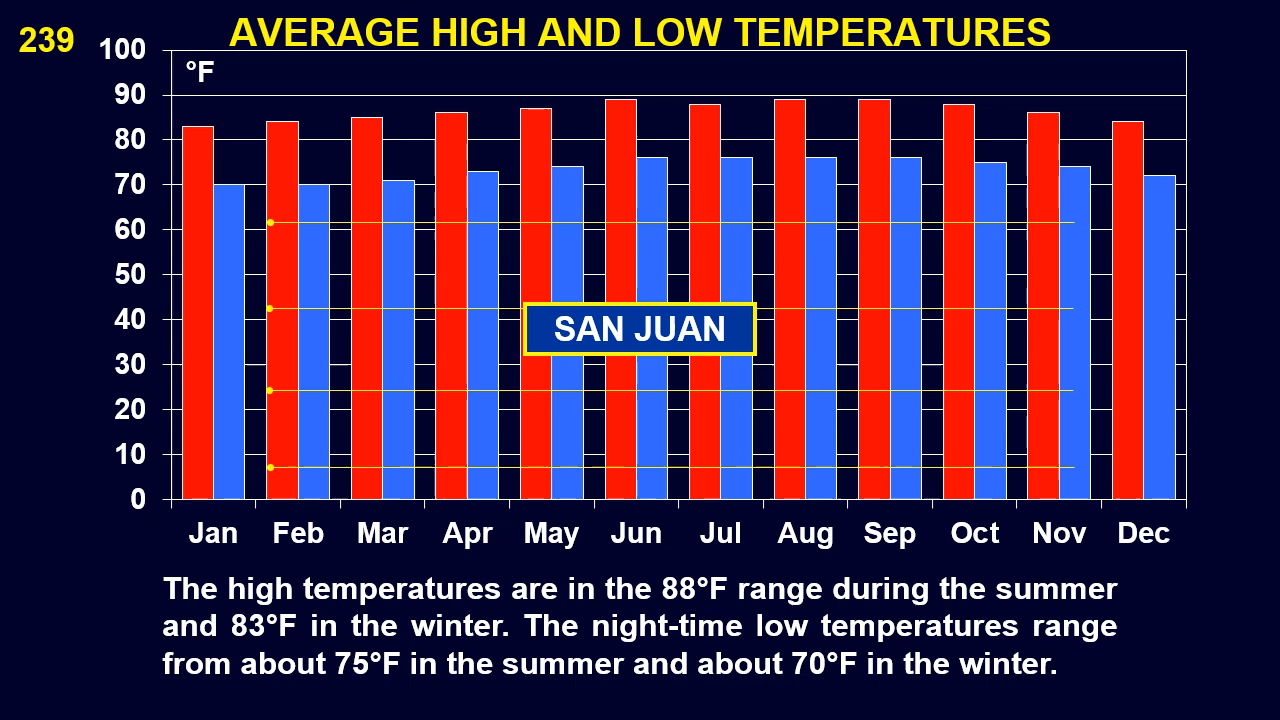 239
AVERAGE HIGH AND LOW TEMPERATURES
°F
100
90
80
70
60
50
40
30
20
10
0
SAN JUAN
Jan Feb Mar Apr May Jun Jul Aug Sep Oct Nov Dec
The high temperatures are in the 88°F range during the summer
and 83°F in the winter. The night-time low temperatures range
from about 75°F in the summer and about 70°F in the winter.